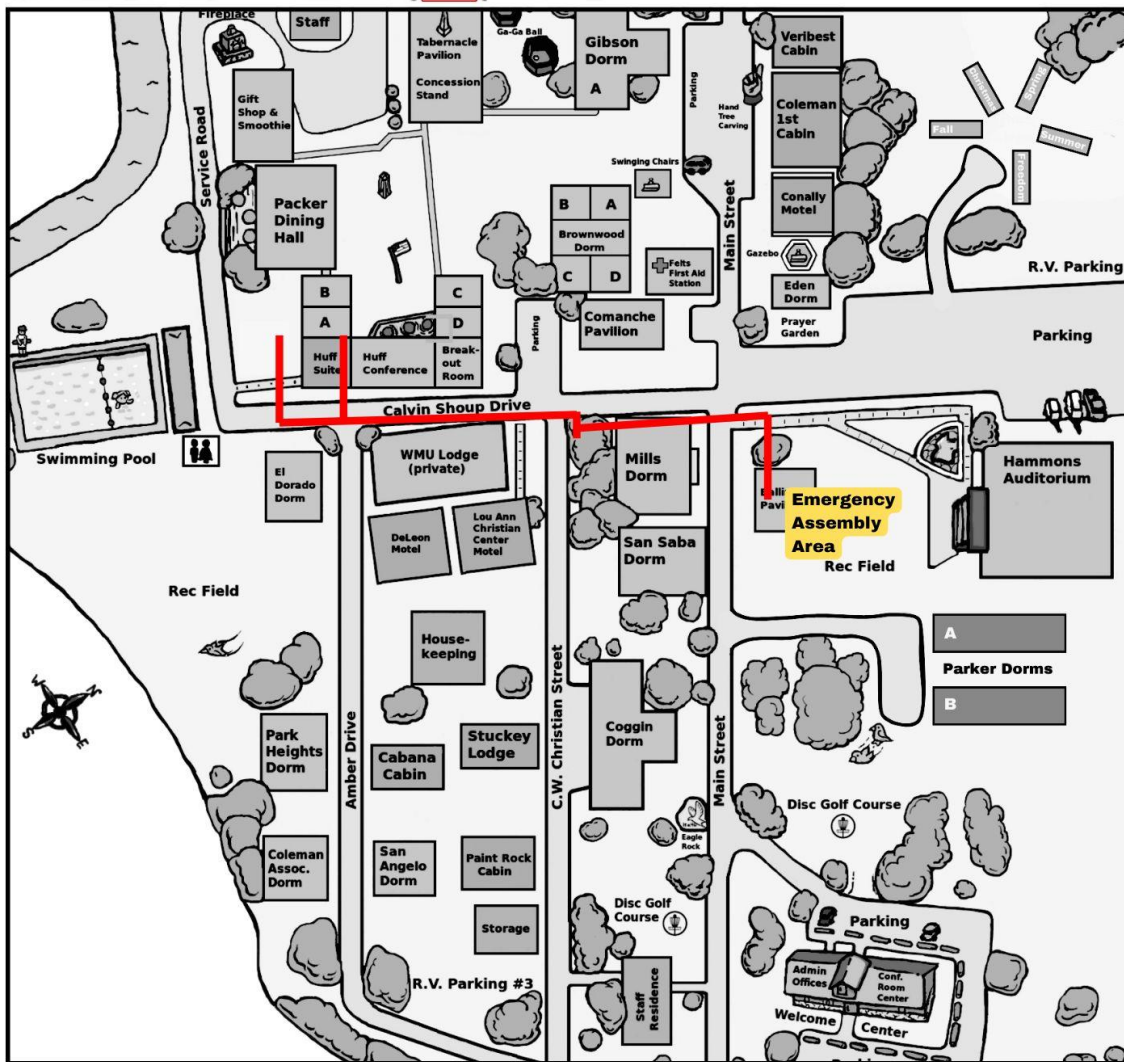 Fireplace
Staff
Tabernacle
Pavilion
Concession
Stand
Ga-Ga Ball
Gibson
Dorm
A
Parking
Veribest
Cabin
Hand
Tree
Carving
Coleman
1st
Cabin
Christmas
Spring
Fall
Summer
Freedom
Gift
Shop &
Smoothie
Service Road
Packer
Dining
Hall
Swinging Chairs
B
A
Brownwood
Dorm
C
D
Felts
First Aid
Station
Main Street
Conally
Motel
Gazebo
Eden
Dorm
Prayer
Garden
R.V. Parking
Parking
B
A
Huff
Suite
Huff
Conference
C
D
Break-
out
Room
Parking
Comanche
Pavilion
Calvin Shoup Drive
Swimming Pool
El
Dorado
Dorm
WMU Lodge
(private)
DeLeon
Motel
Lou Ann
Christian
Center
Motel
Mills
Dorm
San Saba
Dorm
Emergency
Assembly
Area
Rec Field
Hammons
Auditorium
Rec Field
House-
keeping
A
Parker Dorms
B
W
N
S
E
Park
Heights
Dorm
Amber Drive
Cabana
Cabin
Stuckey
Lodge
C.W. Christian Street
Coggin
Dorm
Main Street
Eagle
Rock
Disc Golf Course
Coleman
Assoc.
Dorm
San
Angelo
Dorm
Paint Rock
Cabin
Storage
Disc Golf
Course
R.V. Parking #3
Staff
Residence
Parking
Admin
Offices
Conf.
Room
Center
Welcome
Center